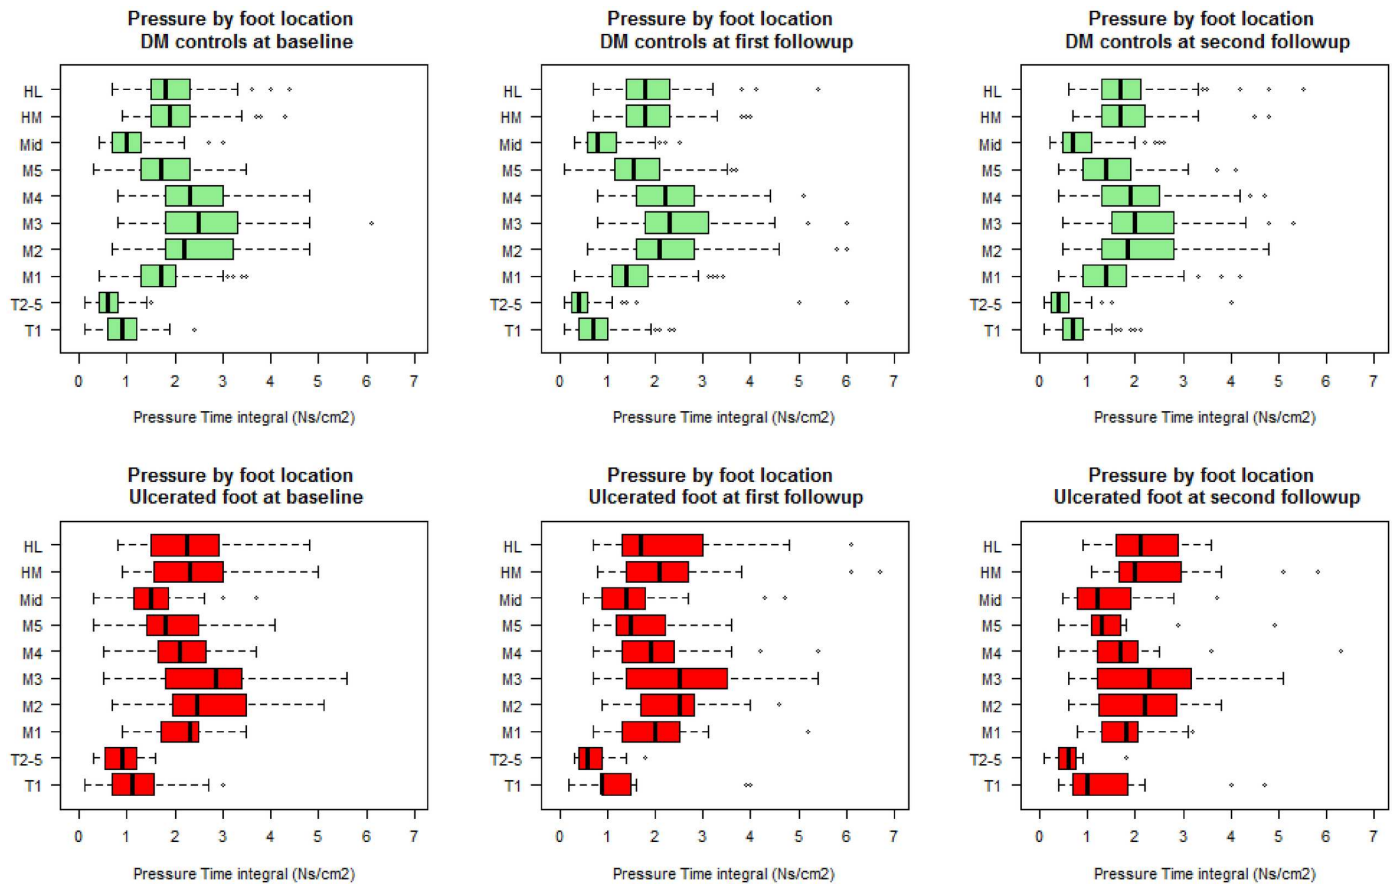 Pressure by foot location
DM controls at baseline
HL
HM
Mid
M5
M4
M3
M2
M1
T2-5
T1
0 1 2 3 4 5 6 7
Pressure Time integral (Ns/cm2)
Pressure by foot location
DM controls at first followup
HL
HM
Mid
M5
M4
M3
M2
M1
T2-5
T1
0 1 2 3 4 5 6 7
Pressure Time integral (Ns/cm2)
Pressure by foot location
DM controls at second followup
HL
HM
Mid
M5
M4
M3
M2
M1
T2-5
T1
0 1 2 3 4 5 6 7
Pressure Time integral (Ns/cm2)
Pressure by foot location
Ulcerated foot at baseline
HL
HM
Mid
M5
M4
M3
M2
M1
T2-5
T1
0 1 2 3 4 5 6 7
Pressure Time integral (Ns/cm2)
Pressure by foot location
Ulcerated foot at first followup
HL
HM
Mid
M5
M4
M3
M2
M1
T2-5
T1
0 1 2 3 4 5 6 7
Pressure Time integral (Ns/cm2)
Pressure by foot location
Ulcerated foot at second followup
HL
HM
Mid
M5
M4
M3
M2
M1
T2-5
T1
0 1 2 3 4 5 6 7
Pressure Time integral (Ns/cm2)